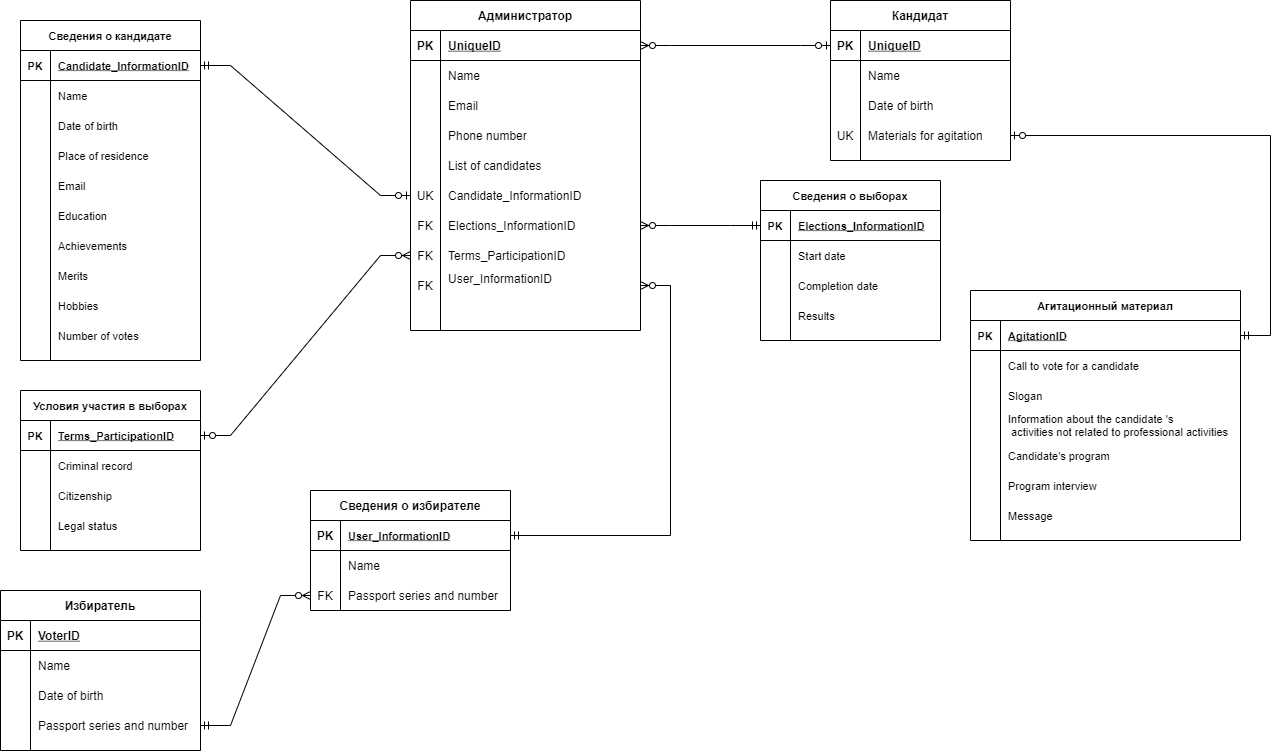 Сведения о кандидате
PK Candidate_InformationID
Name
Date of birth
Place of residence
Email
Education
Achievements
Merits
Hobbies
Number of votes
Администратор
PK UniqueID
Name
Email
Phone number
List of candidates
UK Candidate_InformationID
FK Elections_InformationID
FK Terms_ParticipationID
FK User_InformationID
Кандидат
PK UniqueID
Name
Date of birth
UK Materials for agitation
Сведения о выборах
PK Elections_InformationID
Start date
Completion date
Results
Агитационный материал
PK AgitationID
Call to vote for a candidate
Slogan
Information about the candidate 's
activities not related to professional activities
Candidate's program
Program interview
Message
Условия участия в выборах
PK Terms_ParticipationID
Criminal record
Citizenship
Legal status
Сведения о избирателе
PK User_InformationID
Name
FK Passport series and number
Избиратель
PK VoterID
Name
Date of birth
Passport series and number